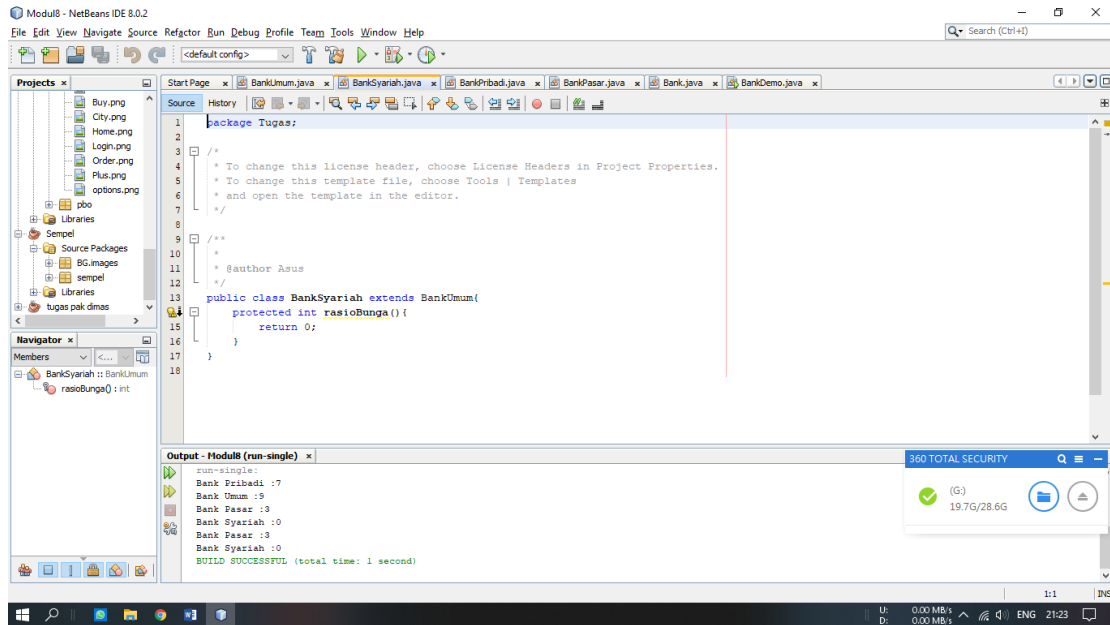 Modul8 - NetBeans IDE 8.0.2
File Edit View Navigate Source Refactor Run Debug Profile Team Tools Window Help
Search (Ctrl+I)
<default config>
Projects
Start Page BankUmum.java BankSyariah.java BankPribadi.java BankPasar.java Bank.java BankDemo.java
Source History
Buy.png
City.png
Home.png
Login.png
Order.png
Plus.png
options.png
pbo
Libraries
Sempel
Source Packages
BG.images
sempel
Libraries
tugas pak dimas
Navigator
Members <...
BankSyariah :: BankUmum
rasioBunga() : int
1 package Tugas;
2
3 /*
4 * To change this license header, choose License Headers in Project Properties.
5 * To change this template file, choose Tools | Templates
6 * and open the template in the editor.
7 */
8
9 /**
10 *
11 * @author Asus
12 */
13 public class BankSyariah extends BankUmum{
protected int rasioBunga(){
15 return 0;
16 }
17 }
18
Output - Modul8 (run-single)
run-single:
Bank Pribadi :7
Bank Umum :9
Bank Pasar :3
Bank Syariah :0
Bank Pasar :3
Bank Syariah :0
BUILD SUCCESSFUL (total time: 1 second)
360 TOTAL SECURITY
(G:)
19.7G/28.6G
1:1 INS
U: 0.00 MB/s
D: 0.00 MB/s
ENG 21:23